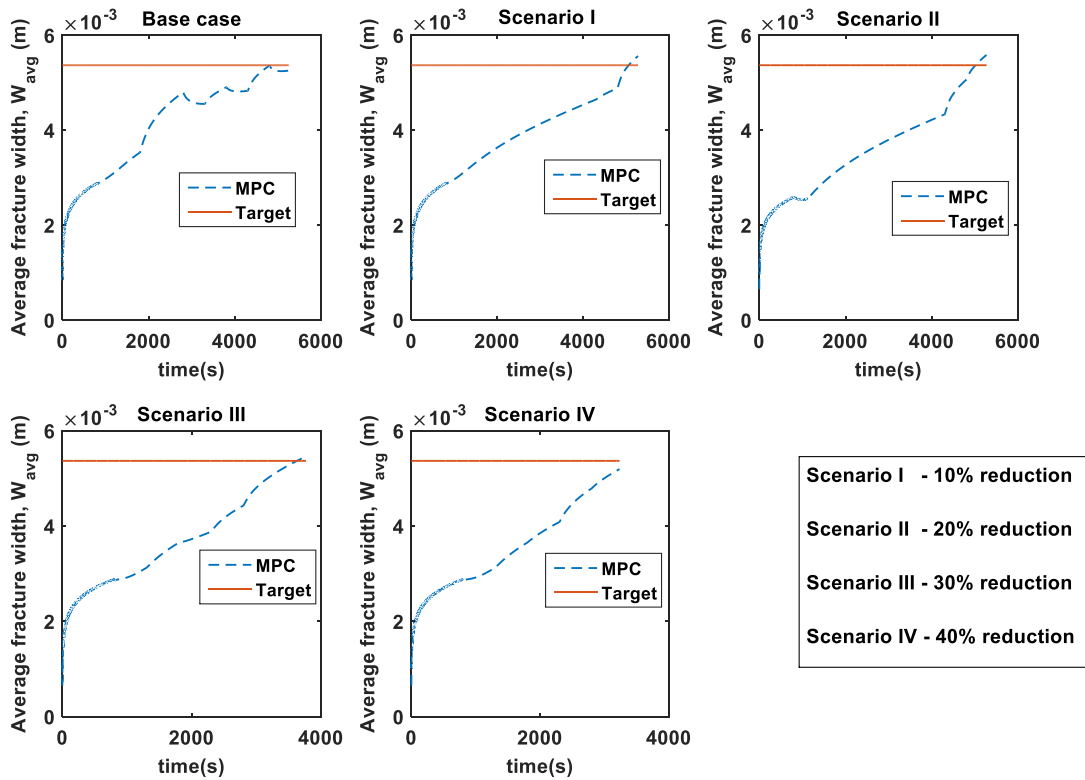 Base case
×10⁻³
Average fracture width, W_avg (m)
6
4
2
0
0 2000 4000 6000
time(s)
MPC
Target
Scenario I
×10⁻³
Average fracture width, W_avg (m)
6
4
2
0
0 2000 4000 6000
time(s)
MPC
Target
Scenario II
×10⁻³
Average fracture width, W_avg (m)
6
4
2
0
0 2000 4000 6000
time(s)
MPC
Target
Scenario III
×10⁻³
Average fracture width, W_avg (m)
6
4
2
0
0 2000 4000
time(s)
MPC
Target
Scenario IV
×10⁻³
Average fracture width, W_avg (m)
6
4
2
0
0 2000 4000
time(s)
MPC
Target
Scenario I - 10% reduction
Scenario II - 20% reduction
Scenario III - 30% reduction
Scenario IV - 40% reduction